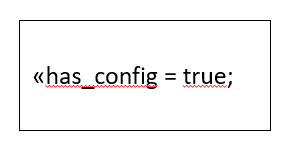 «has_config = true;